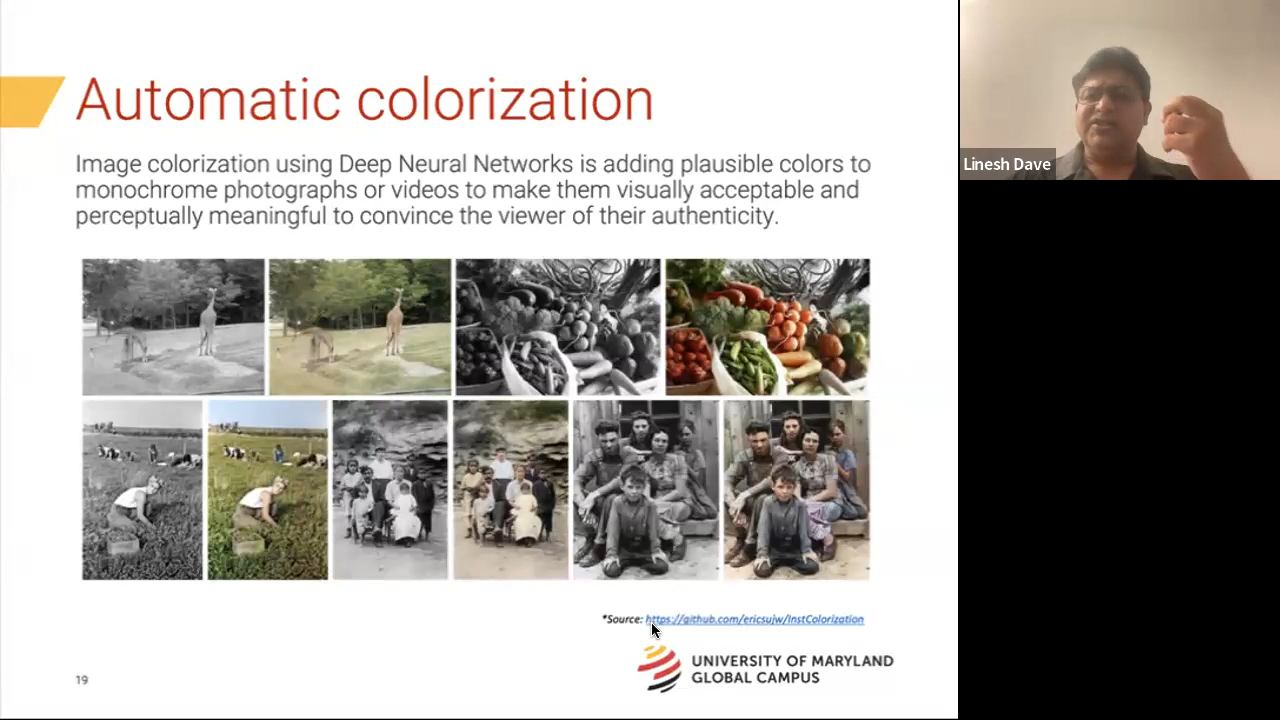 Automatic colorization
Image colorization using Deep Neural Networks is adding plausible colors to
monochrome photographs or videos to make them visually acceptable and
perceptually meaningful to convince the viewer of their authenticity.
*Source: https://github.com/ericsujw/InstColorization
19
UNIVERSITY OF MARYLAND
GLOBAL CAMPUS
Linesh Dave